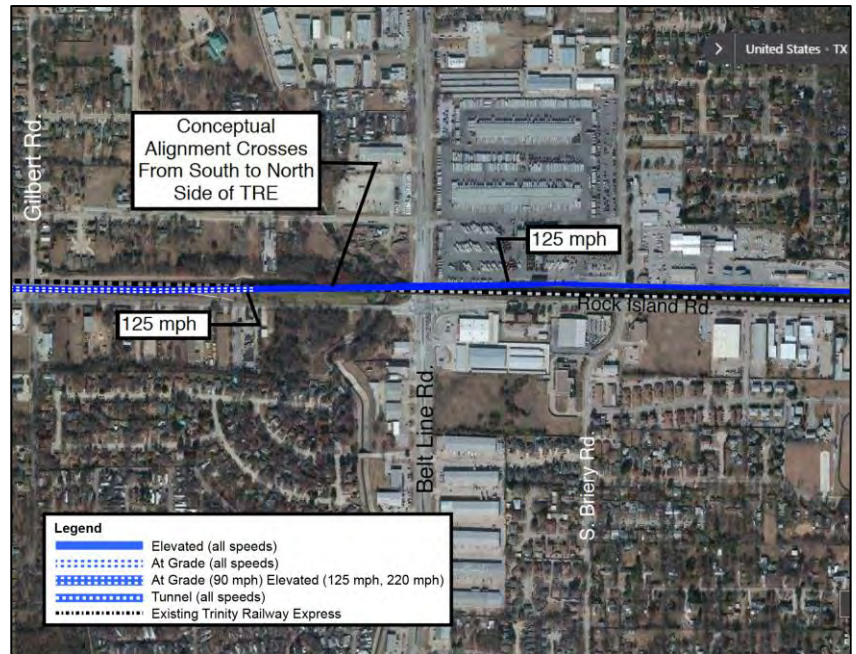 United States · TX
Gilbert Rd.
Conceptual
Alignment Crosses
From South to North
Side of TRE
125 mph
125 mph
Rock Island Rd.
Belt Line Rd.
S. Briery Rd
Legend
Elevated (all speeds)
At Grade (all speeds)
At Grade (90 mph) Elevated (125 mph, 220 mph)
Tunnel (all speeds)
Existing Trinity Railway Express